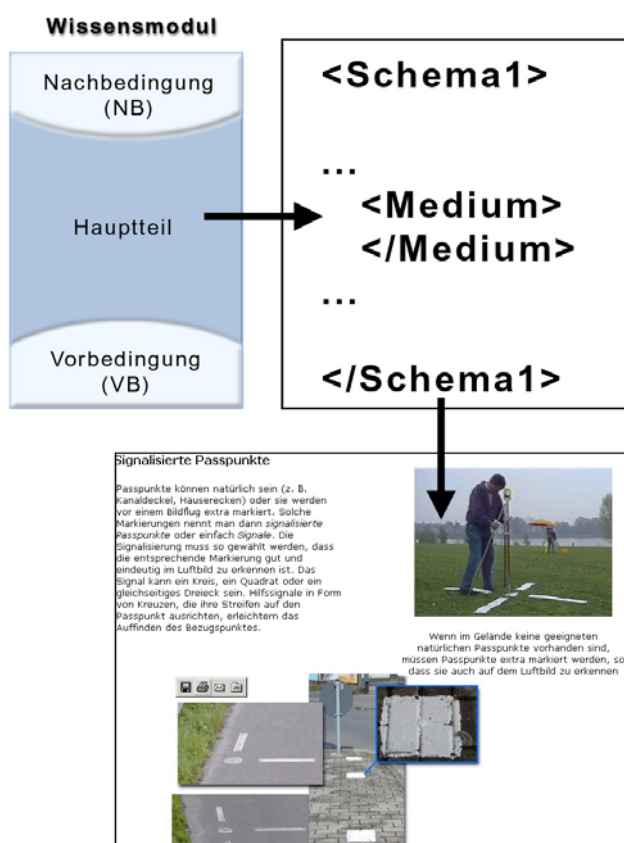 Wissensmodul
Nachbedingung
(NB)
Hauptteil
Vorbedingung
(VB)
<Schema1>
...
<Medium>
</Medium>
...
</Schema1>
Signalisierte Passpunkte
Passpunkte können natürlich sein (z. B.
Kanaldeckel, Häuserecken) oder sie werden
vor einem Bildflug extra markiert. Solche
Markierungen nennt man dann signalisierte
Passpunkte oder einfach Signale. Die
Signalisierung muss so gewählt werden, dass
die entsprechende Markierung gut und
eindeutig im Luftbild zu erkennen ist. Das
Signal kann ein Kreis, ein Quadrat oder ein
gleichseitiges Dreieck sein. Hilfssignale in Form
von Kreuzen, die ihre Streifen auf den
Passpunkt ausrichten, erleichtern das
Auffinden des Bezugspunktes.
Wenn im Gelände keine geeigneten
natürlichen Passpunkte vorhanden sind,
müssen Passpunkte extra markiert werden, so
dass sie auch auf dem Luftbild zu erkennen